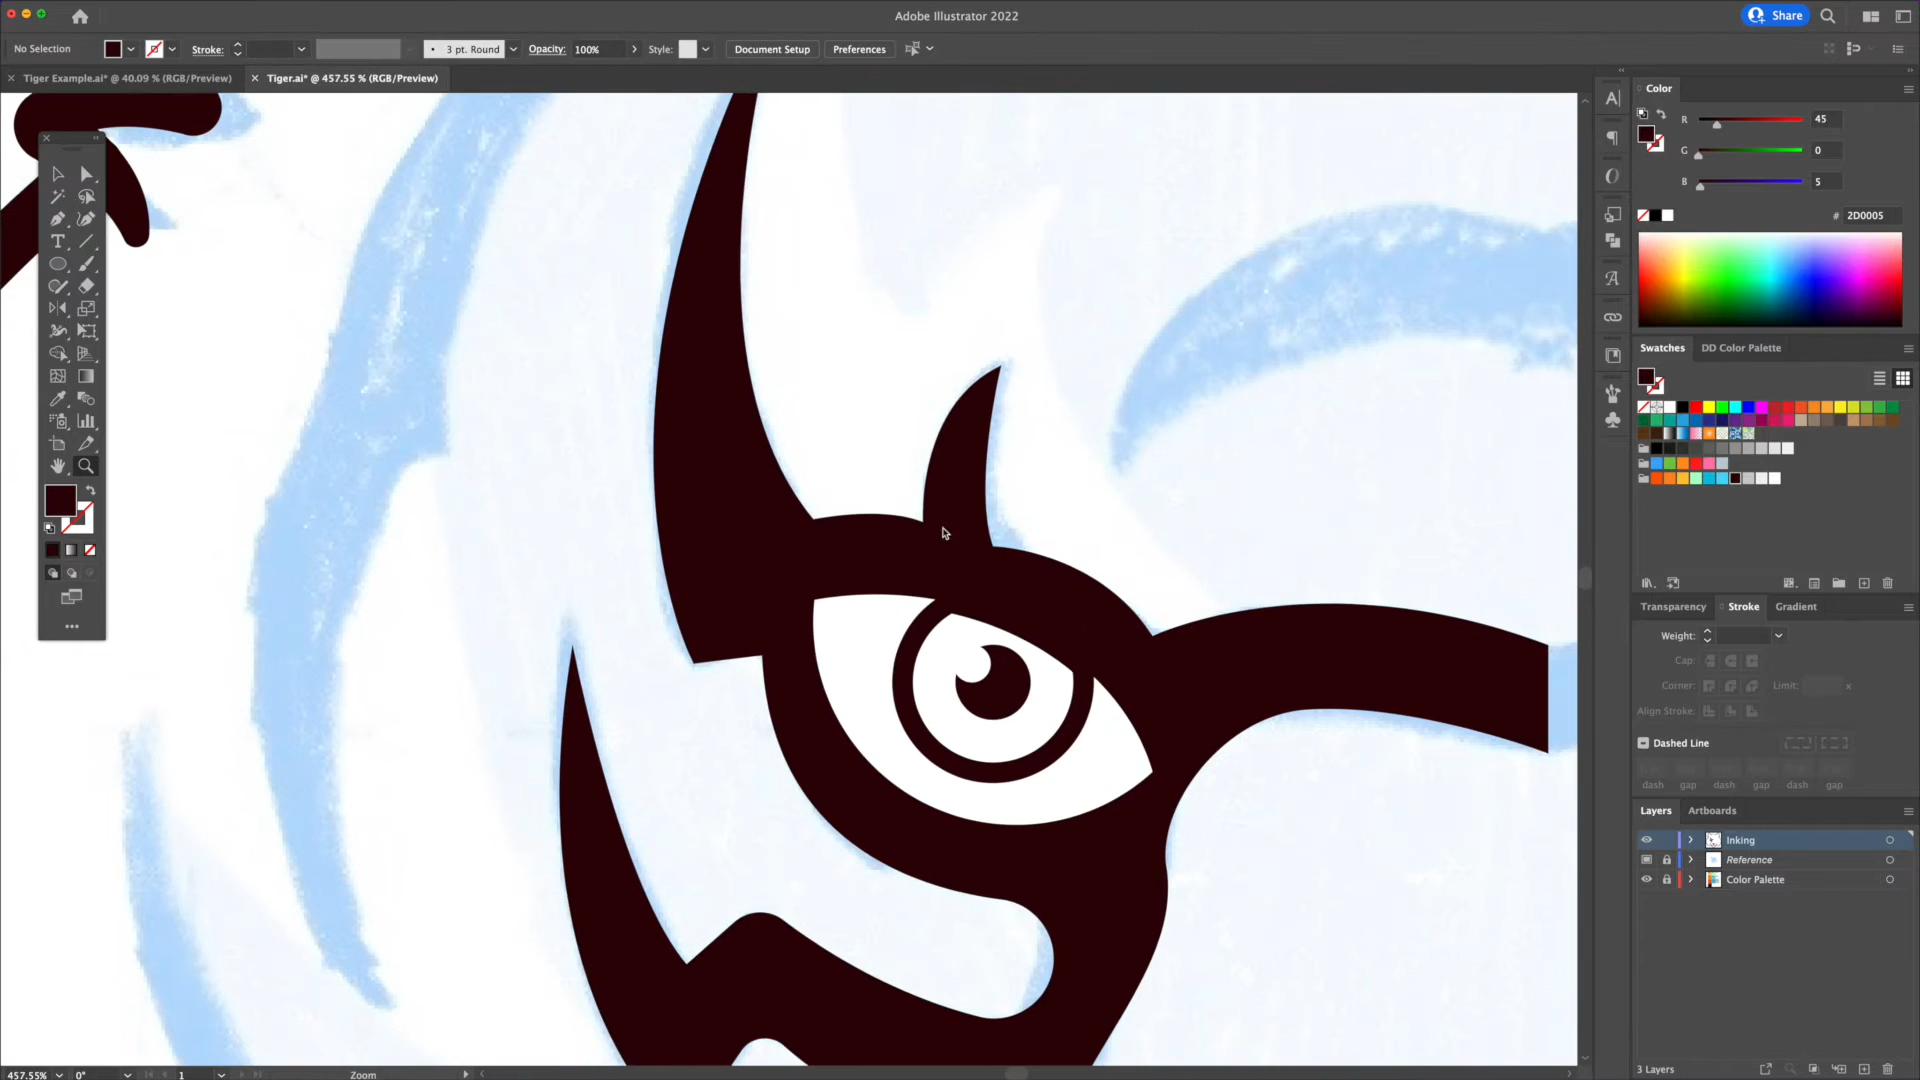 Adobe Illustrator 2022
Share
No Selection
Stroke:
3 pt. Round
Opacity: 100%
Style:
Document Setup
Preferences
Tiger Example.ai* @ 40.09 % (RGB/Preview)
Tiger.ai* @ 457.55 % (RGB/Preview)
Color
R 45
G 0
B 5
# 2D0005
Swatches
DD Color Palette
Transparency
Stroke
Gradient
Weight:
Cap:
Corner:
Limit:
Align Stroke:
Dashed Line
dash gap dash gap dash gap
Layers
Artboards
Inking
Reference
Color Palette
3 Layers
457.55%
0°
1
Zoom